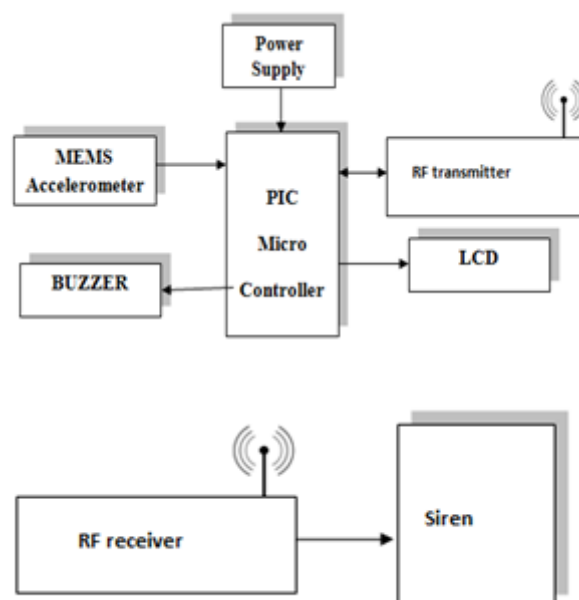 Power
Supply
MEMS
Accelerometer
PIC
Micro
Controller
RF transmitter
BUZZER
LCD
RF receiver
Siren